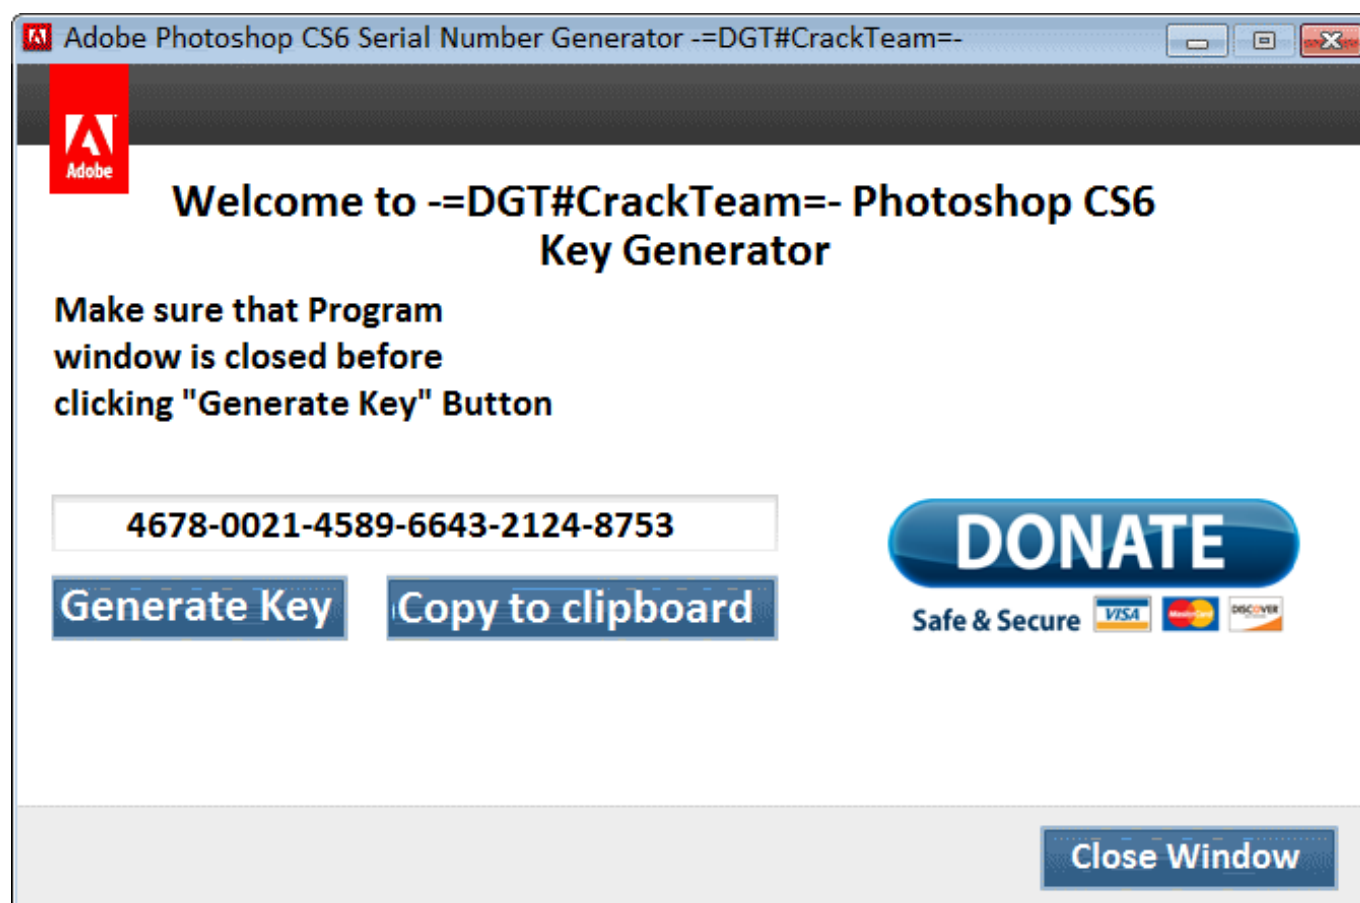 Adobe Photoshop CS6 Serial Number Generator -=DGT#CrackTeam=-
Adobe
Welcome to -=DGT#CrackTeam=- Photoshop CS6
Key Generator
Make sure that Program
window is closed before
clicking "Generate Key" Button
4678-0021-4589-6643-2124-8753
DONATE
Generate Key
Copy to clipboard
Safe & Secure VISA MasterCard DISCOVER
Close Window